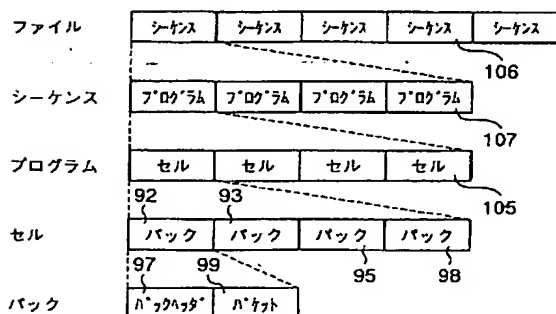 ファイル シーケンス シーケンス シーケンス シーケンス シーケンス
106
シーケンス プログラム プログラム プログラム プログラム
107
プログラム セル セル セル セル
105
92 93
セル パック パック パック パック
97 99 95 98
パック パックヘッダ パケット